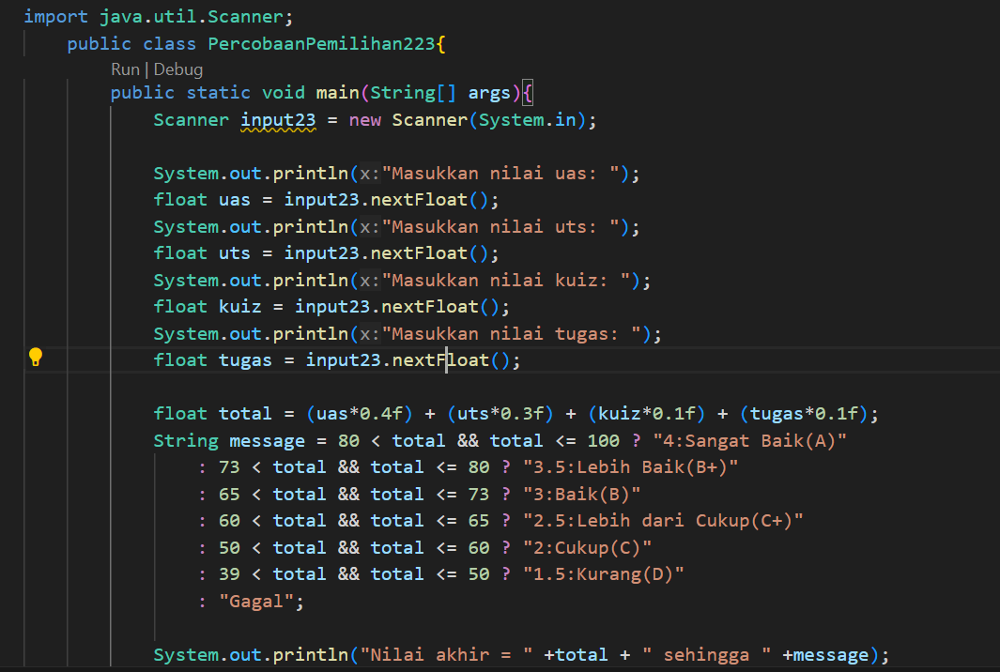 import java.util.Scanner;
public class PercobaanPemilihan223{
Run | Debug
public static void main(String[] args){
Scanner input23 = new Scanner(System.in);
System.out.println(x:"Masukkan nilai uas: ");
float uas = input23.nextFloat();
System.out.println(x:"Masukkan nilai uts: ");
float uts = input23.nextFloat();
System.out.println(x:"Masukkan nilai kuiz: ");
float kuiz = input23.nextFloat();
System.out.println(x:"Masukkan nilai tugas: ");
float tugas = input23.nextFloat();
float total = (uas*0.4f) + (uts*0.3f) + (kuiz*0.1f) + (tugas*0.1f);
String message = 80 < total && total <= 100 ? "4:Sangat Baik(A)"
: 73 < total && total <= 80 ? "3.5:Lebih Baik(B+)"
: 65 < total && total <= 73 ? "3:Baik(B)"
: 60 < total && total <= 65 ? "2.5:Lebih dari Cukup(C+)"
: 50 < total && total <= 60 ? "2:Cukup(C)"
: 39 < total && total <= 50 ? "1.5:Kurang(D)"
: "Gagal";
System.out.println("Nilai akhir = " +total + " sehingga " +message);